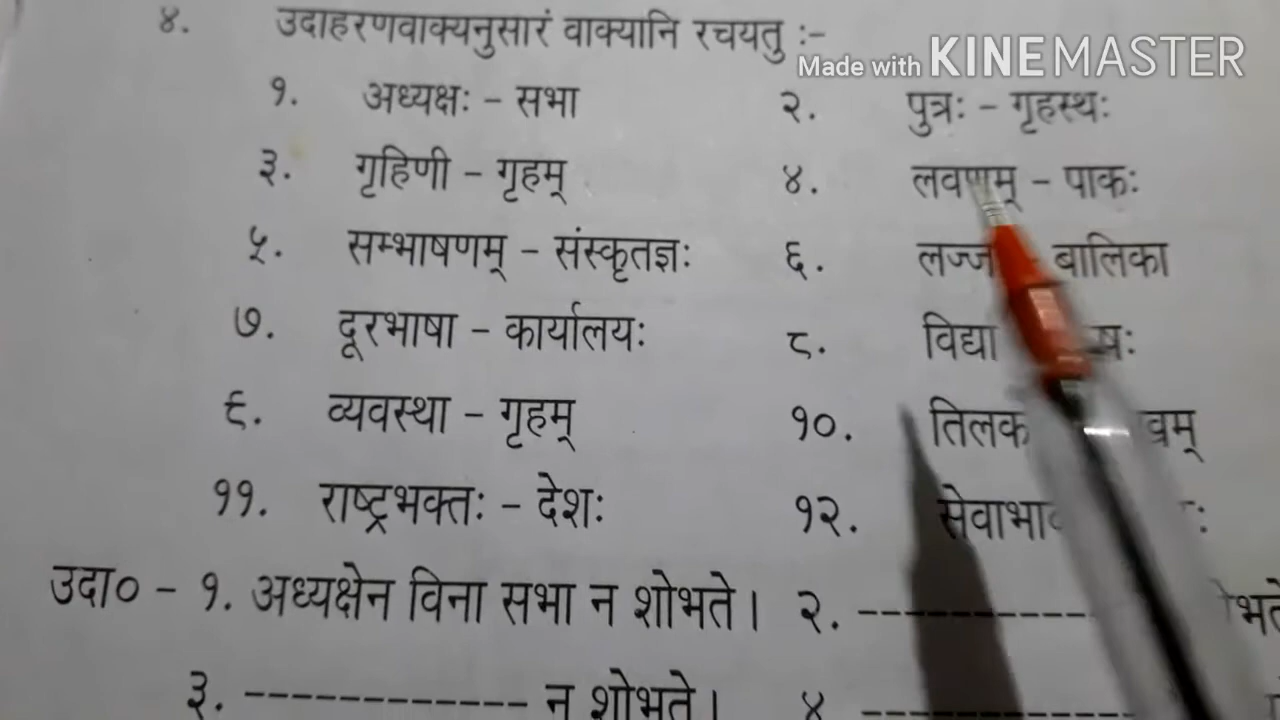 ४. उदाहरणवाक्यनुसारं वाक्यानि रचयतु :-
Made with KINEMASTER
१. अध्यक्षः - सभा २. पुत्रः - गृहस्थः
३. गृहिणी - गृहम् ४. लवणम् - पाकः
५. सम्भाषणम् - संस्कृतज्ञः ६. बालिका
७. दूरभाषा - कार्यालयः ८. विद्या
९. व्यवस्था - गृहम् १०.
११. राष्ट्रभक्तः - देशः १२.
उदा० - १. अध्यक्षेन विना सभा न शोभते। २. -----------
३. ------------- न शोभते। ४ -----------